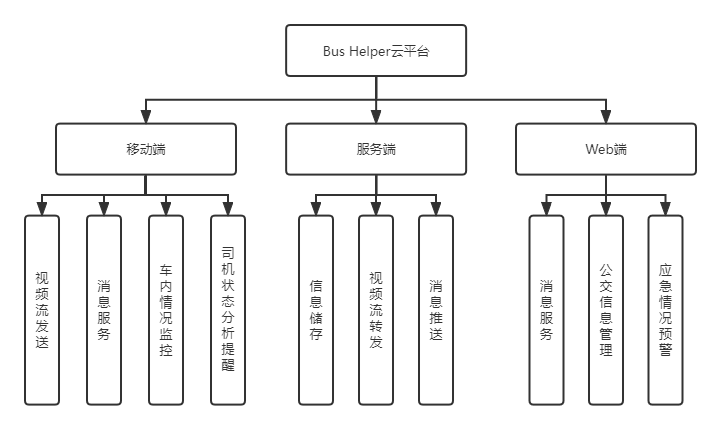 Bus Helper云平台
移动端
服务端
Web端
视频流发送
消息服务
车内情况监控
司机状态分析提醒
信息储存
视频流转发
消息推送
消息服务
公交信息管理
应急情况预警